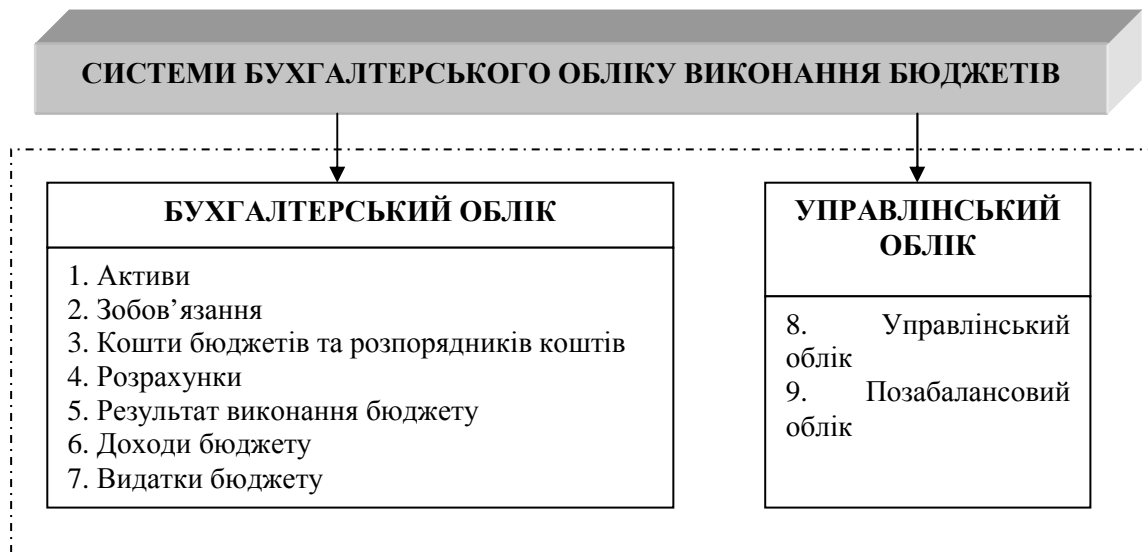 СИСТЕМИ БУХГАЛТЕРСЬКОГО ОБЛІКУ ВИКОНАННЯ БЮДЖЕТІВ
БУХГАЛТЕРСЬКИЙ ОБЛІК
1. Активи
2. Зобов’язання
3. Кошти бюджетів та розпорядників коштів
4. Розрахунки
5. Результат виконання бюджету
6. Доходи бюджету
7. Видатки бюджету
УПРАВЛІНСЬКИЙ
ОБЛІК
8. Управлінський
облік
9. Позабалансовий
облік